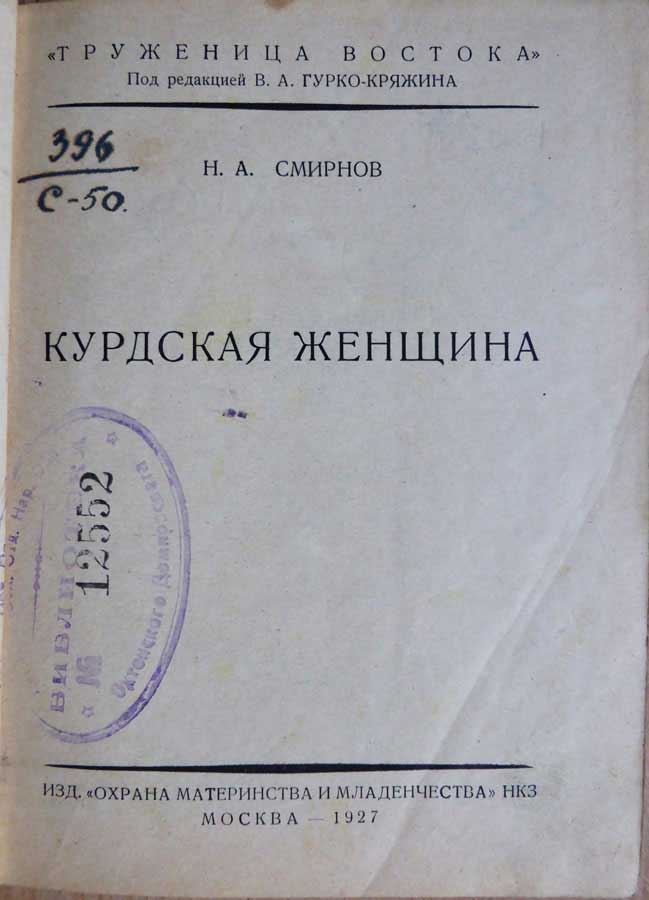 «ТРУЖЕНИЦА ВОСТОКА»
Под редакцией В. А. ГУРКО-КРЯЖИНА
396
С-50.
Н. А. СМИРНОВ
КУРДСКАЯ ЖЕНЩИНА
БИБЛИОТЕКА
№ 12552
ИЗД. «ОХРАНА МАТЕРИНСТВА И МЛАДЕНЧЕСТВА» НКЗ
МОСКВА — 1927